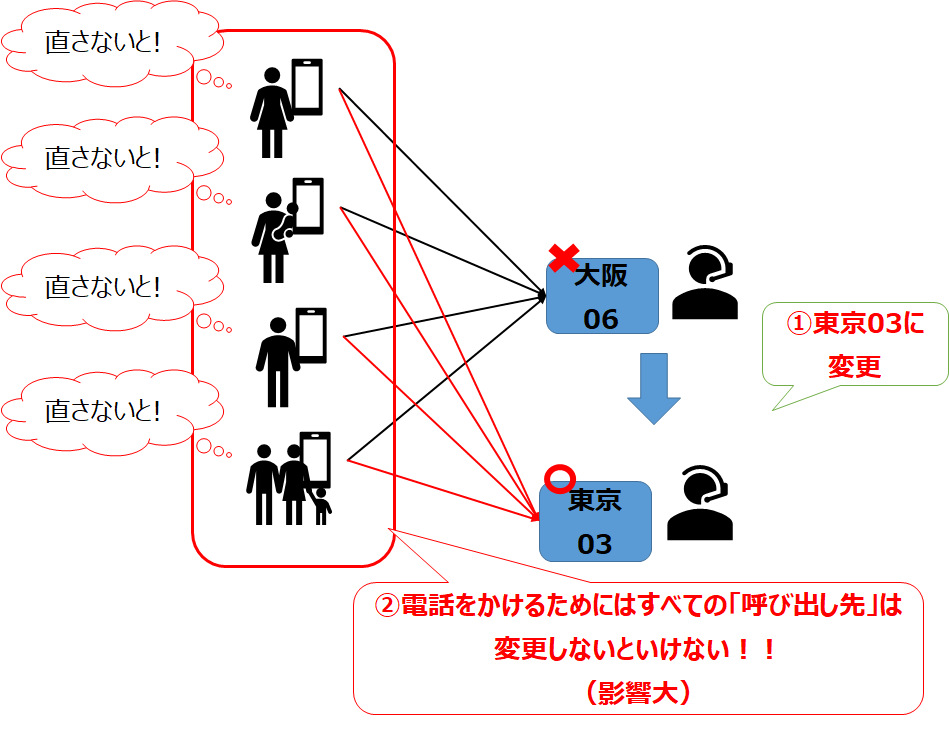 直さないと!
直さないと!
直さないと!
直さないと!
大阪
06
①東京03に
変更
東京
03
②電話をかけるためにはすべての「呼び出し先」は
変更しないといけない！！
（影響大）